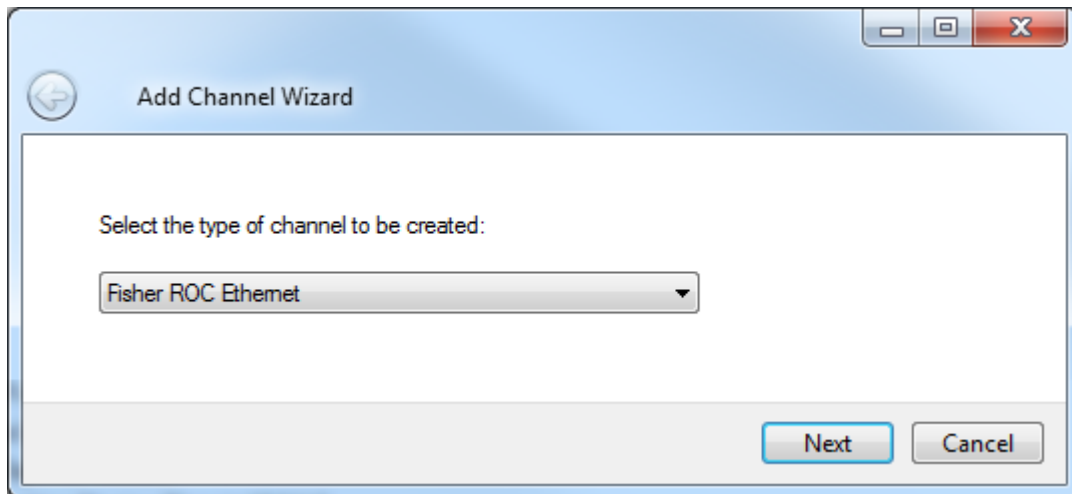 Add Channel Wizard
Select the type of channel to be created:
Fisher ROC Ethernet
Next Cancel